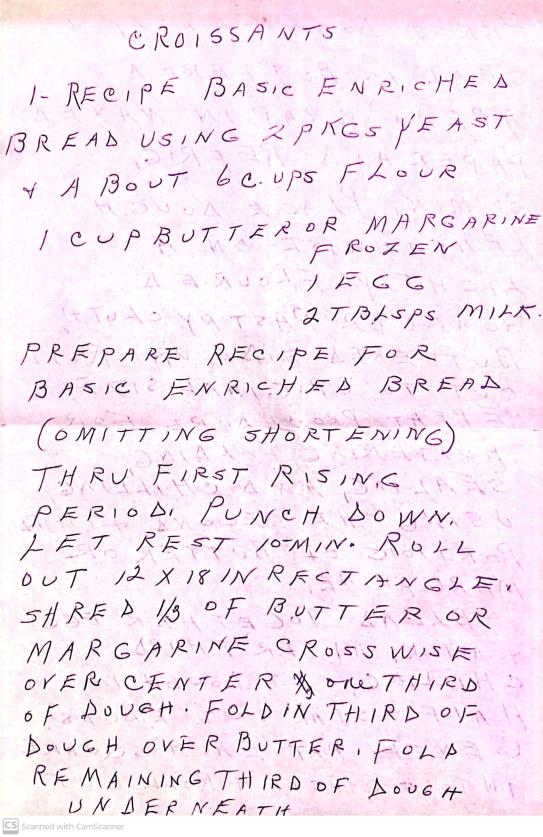 CROISSANTS
1- RECIPE BASIC ENRICHED
BREAD USING 2 PKGS YEAST
& ABOUT 6 C.UPS FLOUR
1 CUP BUTTER OR MARGARINE
FROZEN
1 EGG
2 TBLSPS MILK.
PREPARE RECIPE FOR
BASIC ENRICHED BREAD
(OMITTING SHORTENING)
THRU FIRST RISING
PERIOD. PUNCH DOWN.
LET REST 10-MIN. ROLL
OUT 12 X 18 IN RECTANGLE.
SHRED 1/3 OF BUTTER OR
MARGARINE CROSSWISE
OVER CENTER one THIRD
OF DOUGH. FOLD IN THIRD OF
DOUGH OVER BUTTER. FOLD
REMAINING THIRD OF DOUGH
UNDERNEATH
CS Scanned with CamScanner